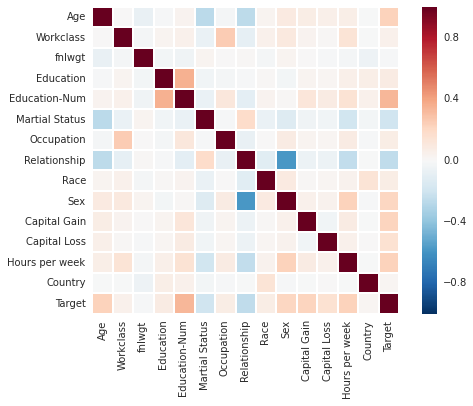 Age
Workclass
fnlwgt
Education
Education-Num
Martial Status
Occupation
Relationship
Race
Sex
Capital Gain
Capital Loss
Hours per week
Country
Target
Age
Workclass
fnlwgt
Education
Education-Num
Martial Status
Occupation
Relationship
Race
Sex
Capital Gain
Capital Loss
Hours per week
Country
Target
0.8
0.4
0.0
−0.4
−0.8